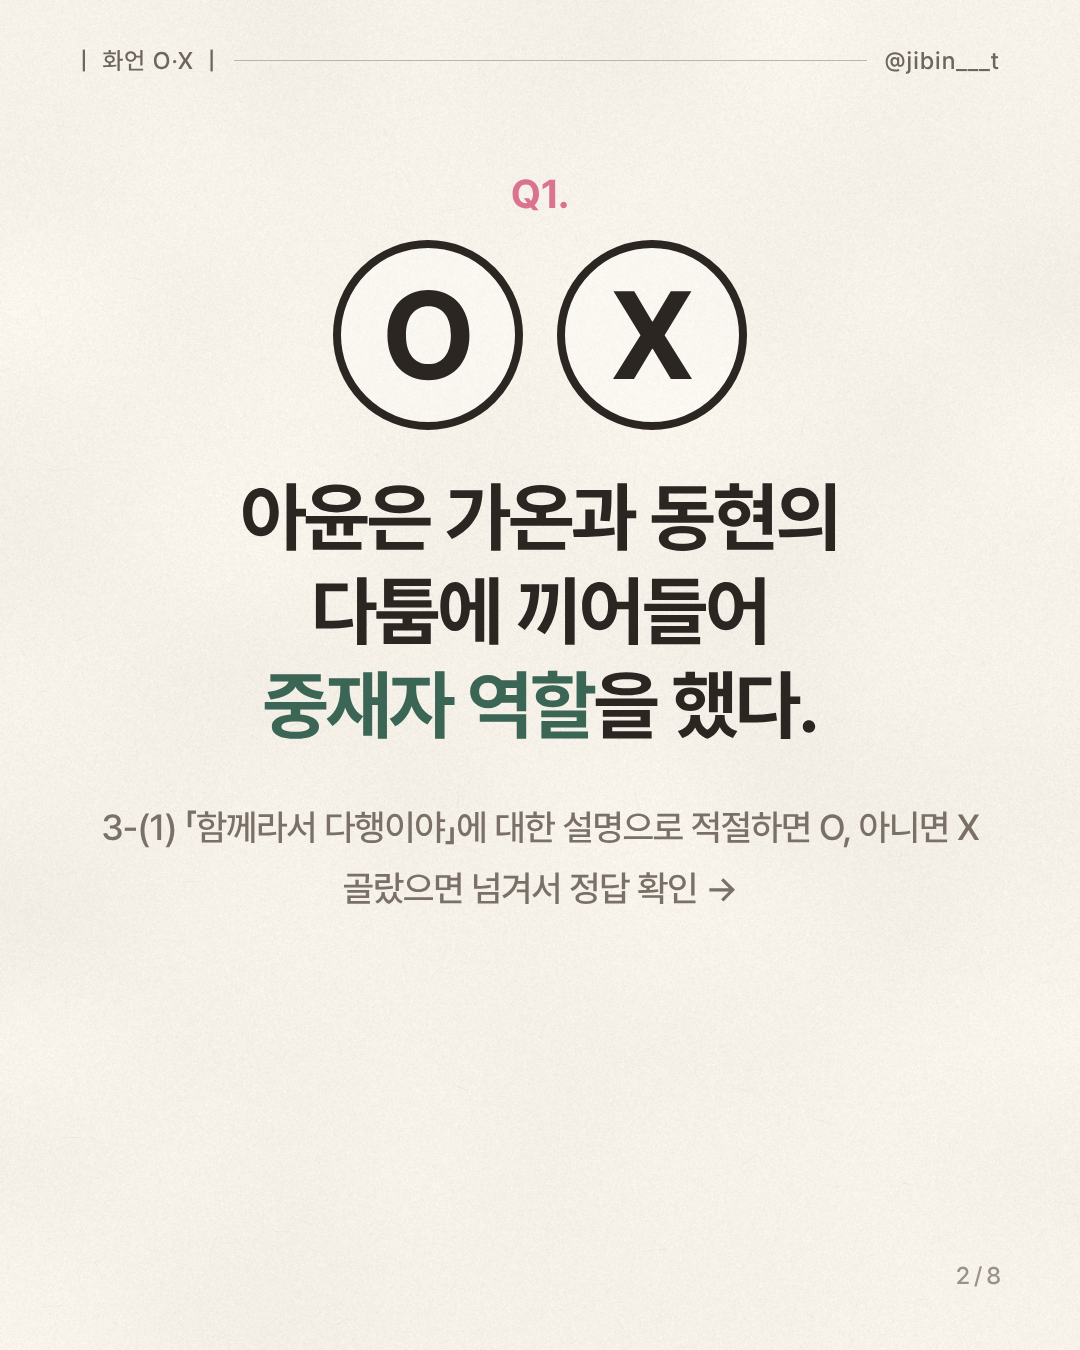 | 화언 O·X |
@jibin___t
Q1.
O X
아윤은 가온과 동현의
다툼에 끼어들어
중재자 역할을 했다.
3-(1) 「함께라서 다행이야」에 대한 설명으로 적절하면 O, 아니면 X
골랐으면 넘겨서 정답 확인 →
2/8